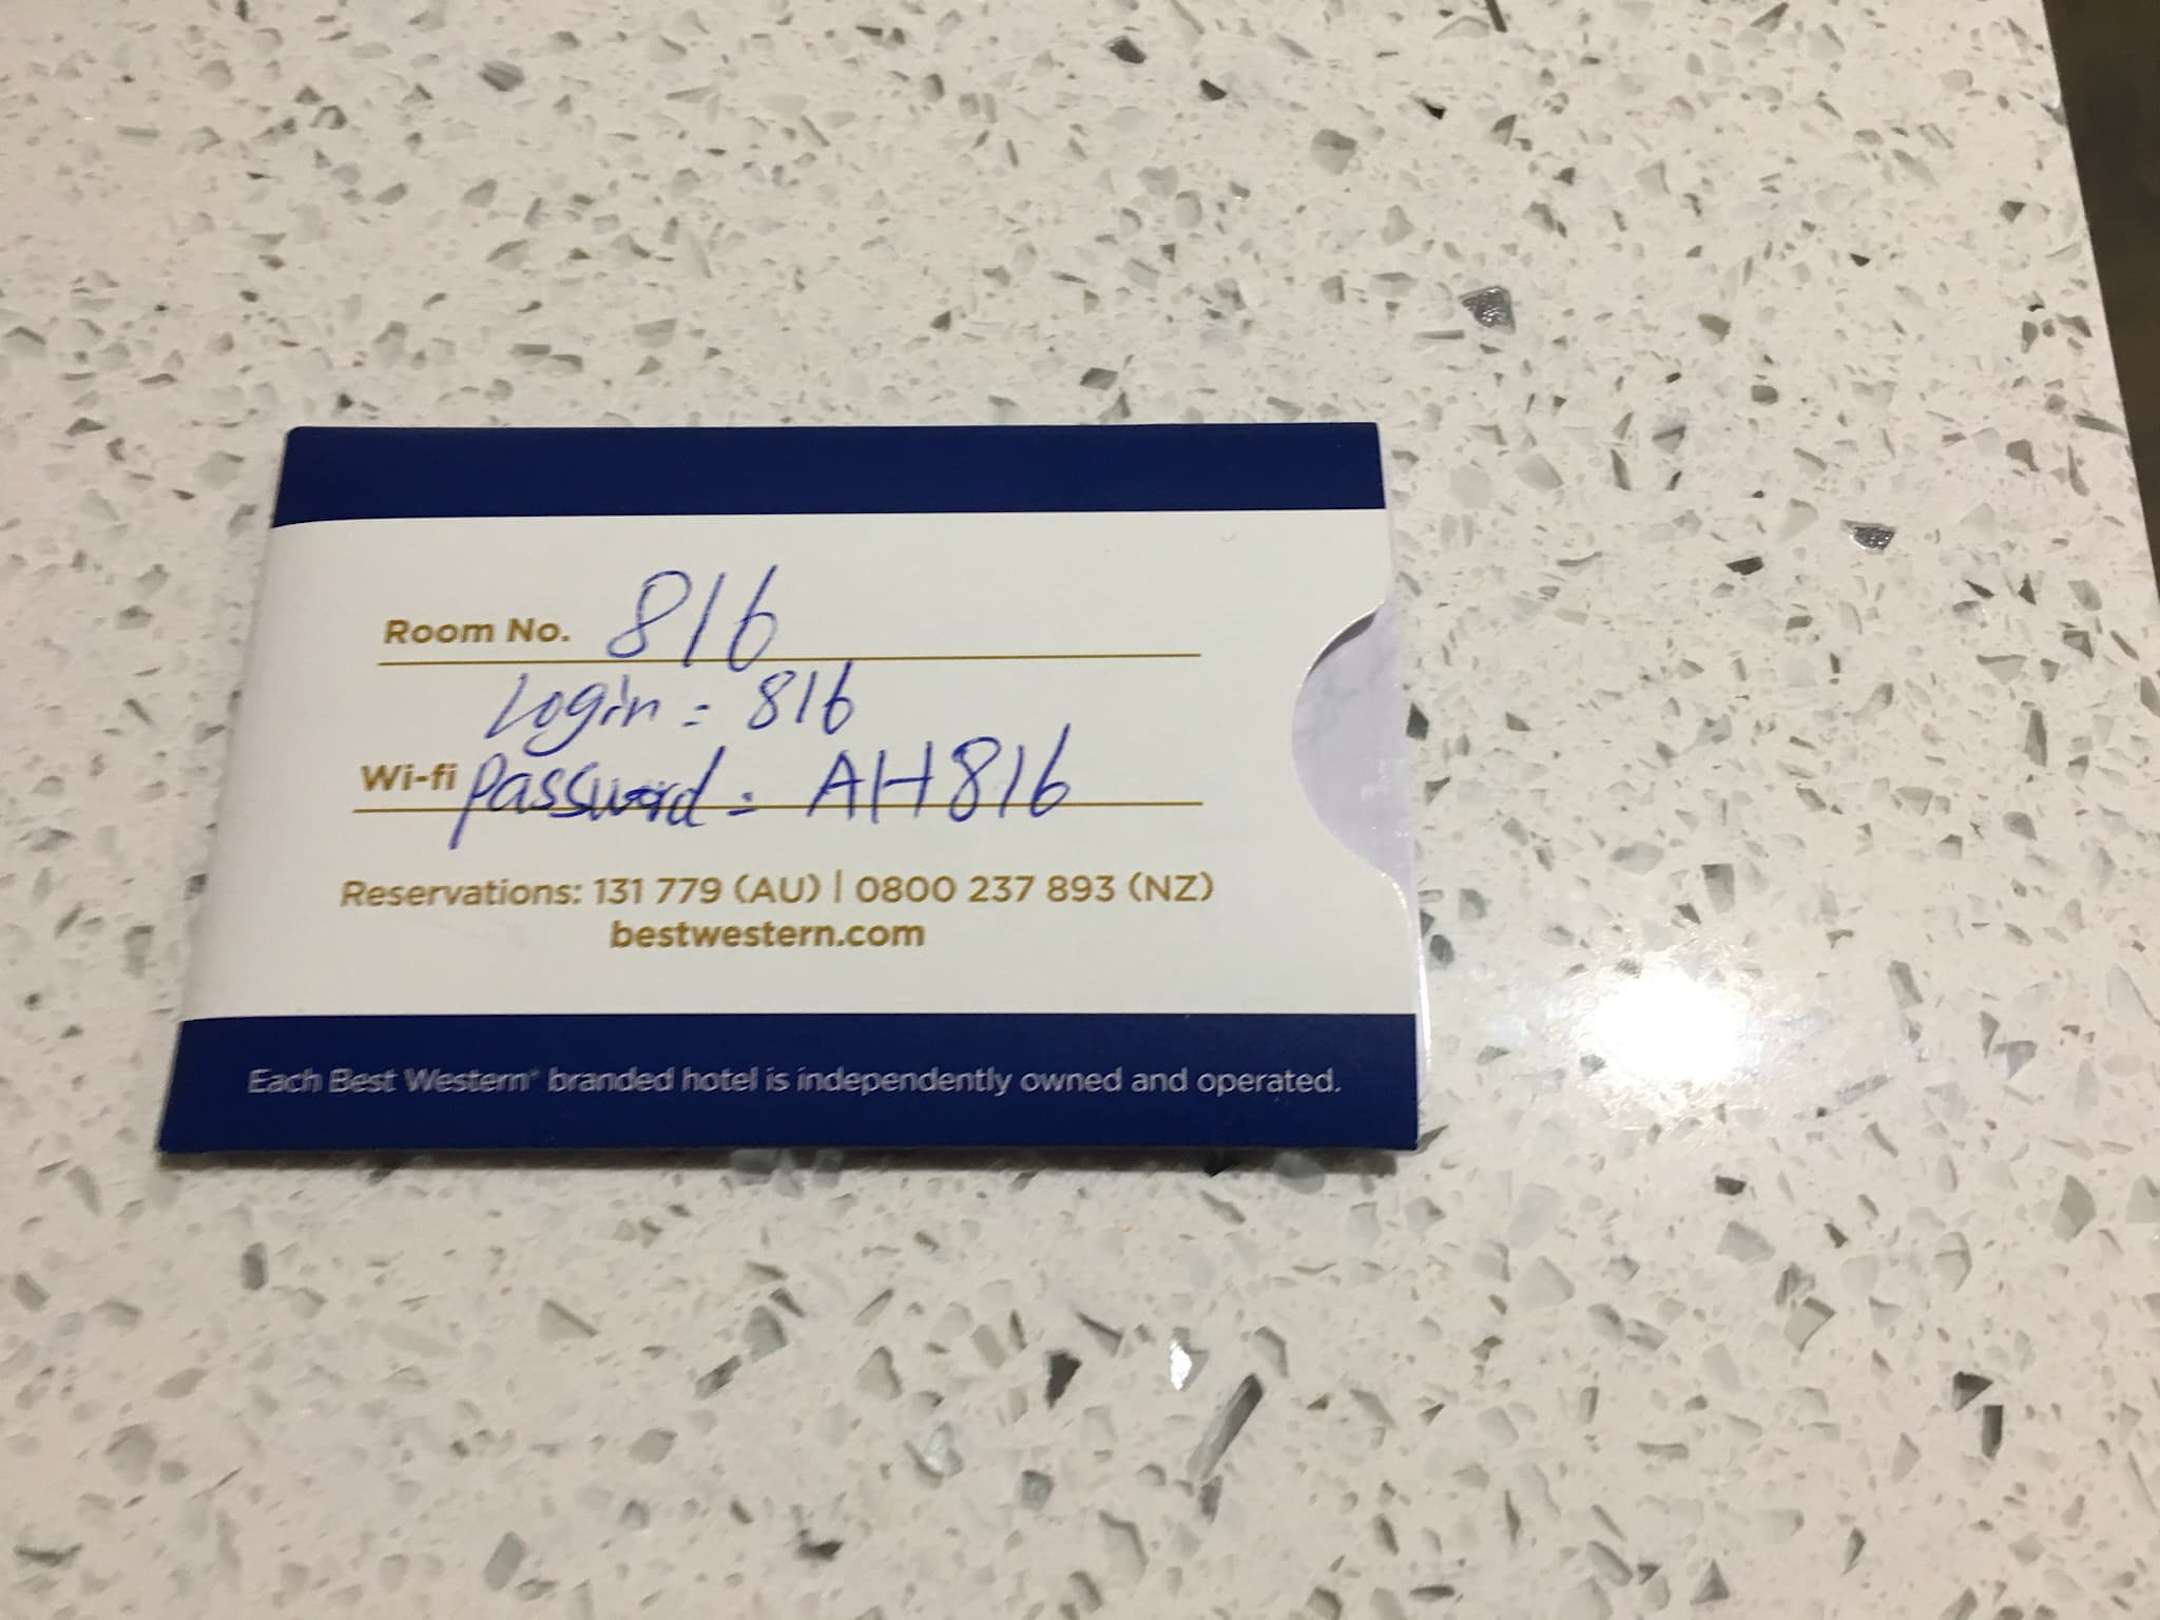 Room No. 816
Login = 816
Wi-fi Password = AH816
Reservations: 131 779 (AU) | 0800 237 893 (NZ)
bestwestern.com
Each Best Western® branded hotel is independently owned and operated.